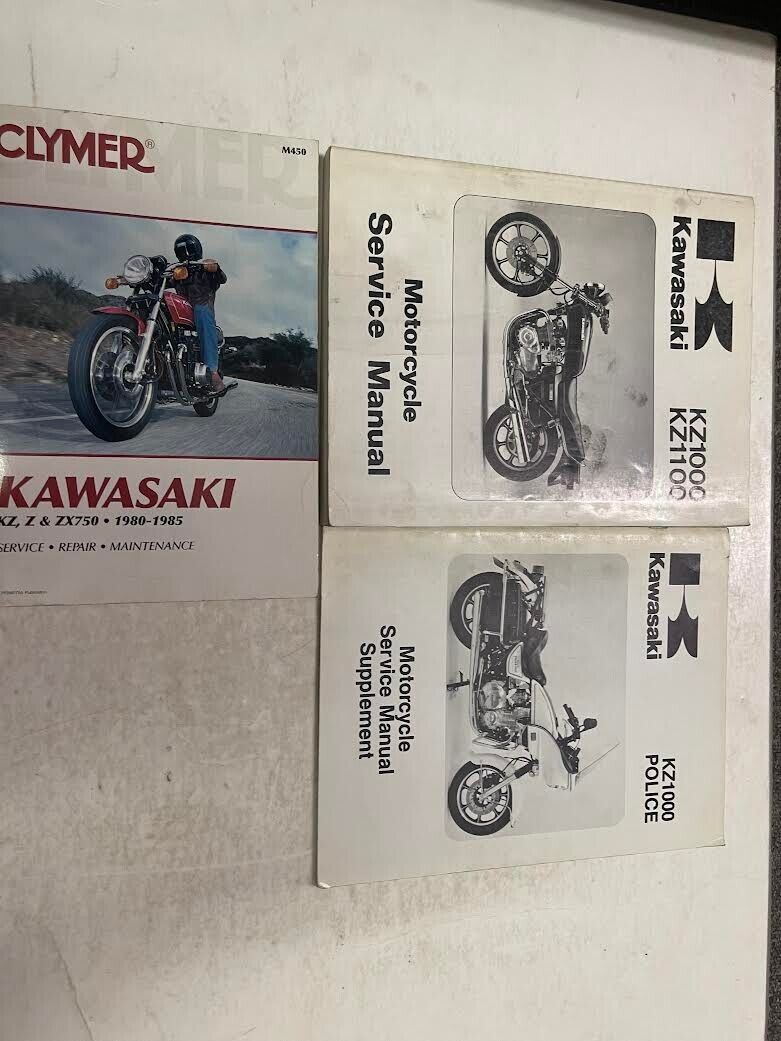 CLYMER®
M450
KAWASAKI
KZ, Z & ZX750 • 1980-1985
SERVICE • REPAIR • MAINTENANCE
Kawasaki
KZ1000
KZ1100
Motorcycle
Service Manual
Kawasaki
KZ1000
POLICE
Motorcycle
Service Manual
Supplement